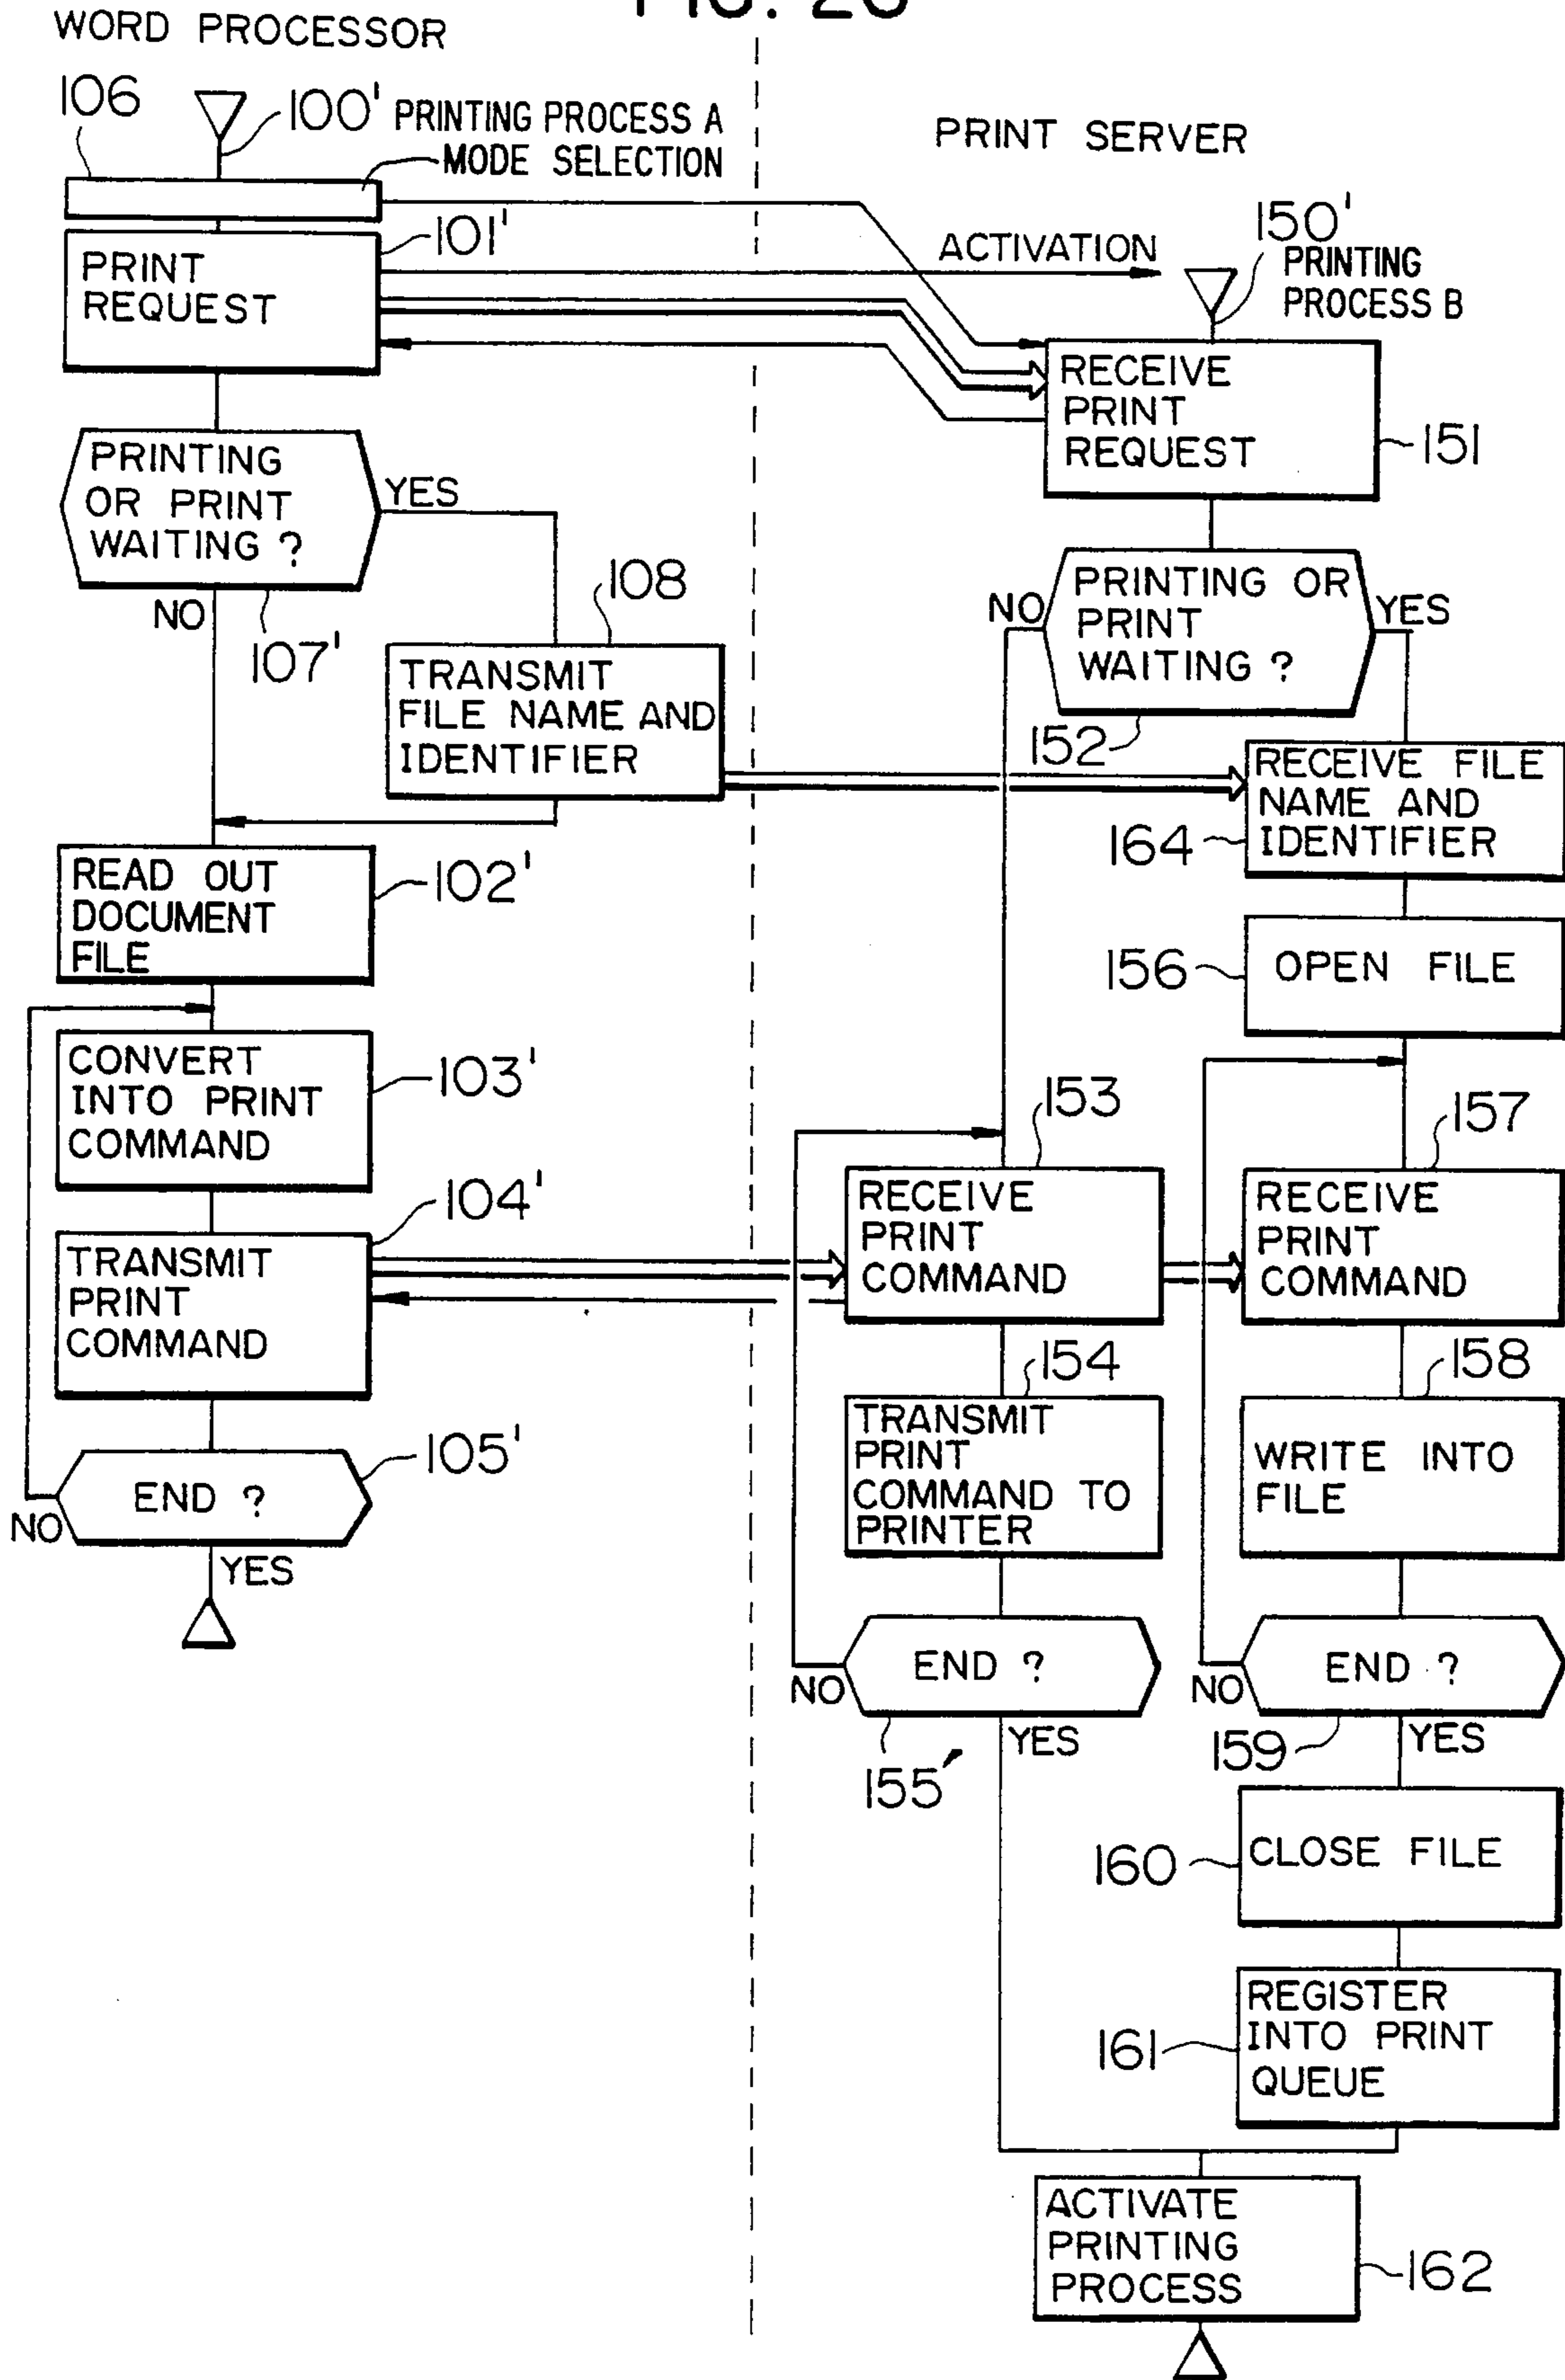 WORD PROCESSOR
106
100'
PRINTING PROCESS A
MODE SELECTION
101'
PRINT
REQUEST
PRINTING
OR PRINT
WAITING ?
YES
NO
107'
108
TRANSMIT
FILE NAME AND
IDENTIFIER
READ OUT
DOCUMENT
FILE
102'
CONVERT
INTO PRINT
COMMAND
103'
104'
TRANSMIT
PRINT
COMMAND
END ?
105'
NO
YES
PRINT SERVER
ACTIVATION
150'
PRINTING
PROCESS B
RECEIVE
PRINT
REQUEST
151
NO
PRINTING OR
PRINT
WAITING ?
YES
152
RECEIVE FILE
NAME AND
IDENTIFIER
164
156
OPEN FILE
153
RECEIVE
PRINT
COMMAND
157
RECEIVE
PRINT
COMMAND
154
TRANSMIT
PRINT
COMMAND TO
PRINTER
158
WRITE INTO
FILE
END ?
NO
YES
155'
END ?
NO
YES
159
160
CLOSE FILE
161
REGISTER
INTO PRINT
QUEUE
ACTIVATE
PRINTING
PROCESS
162